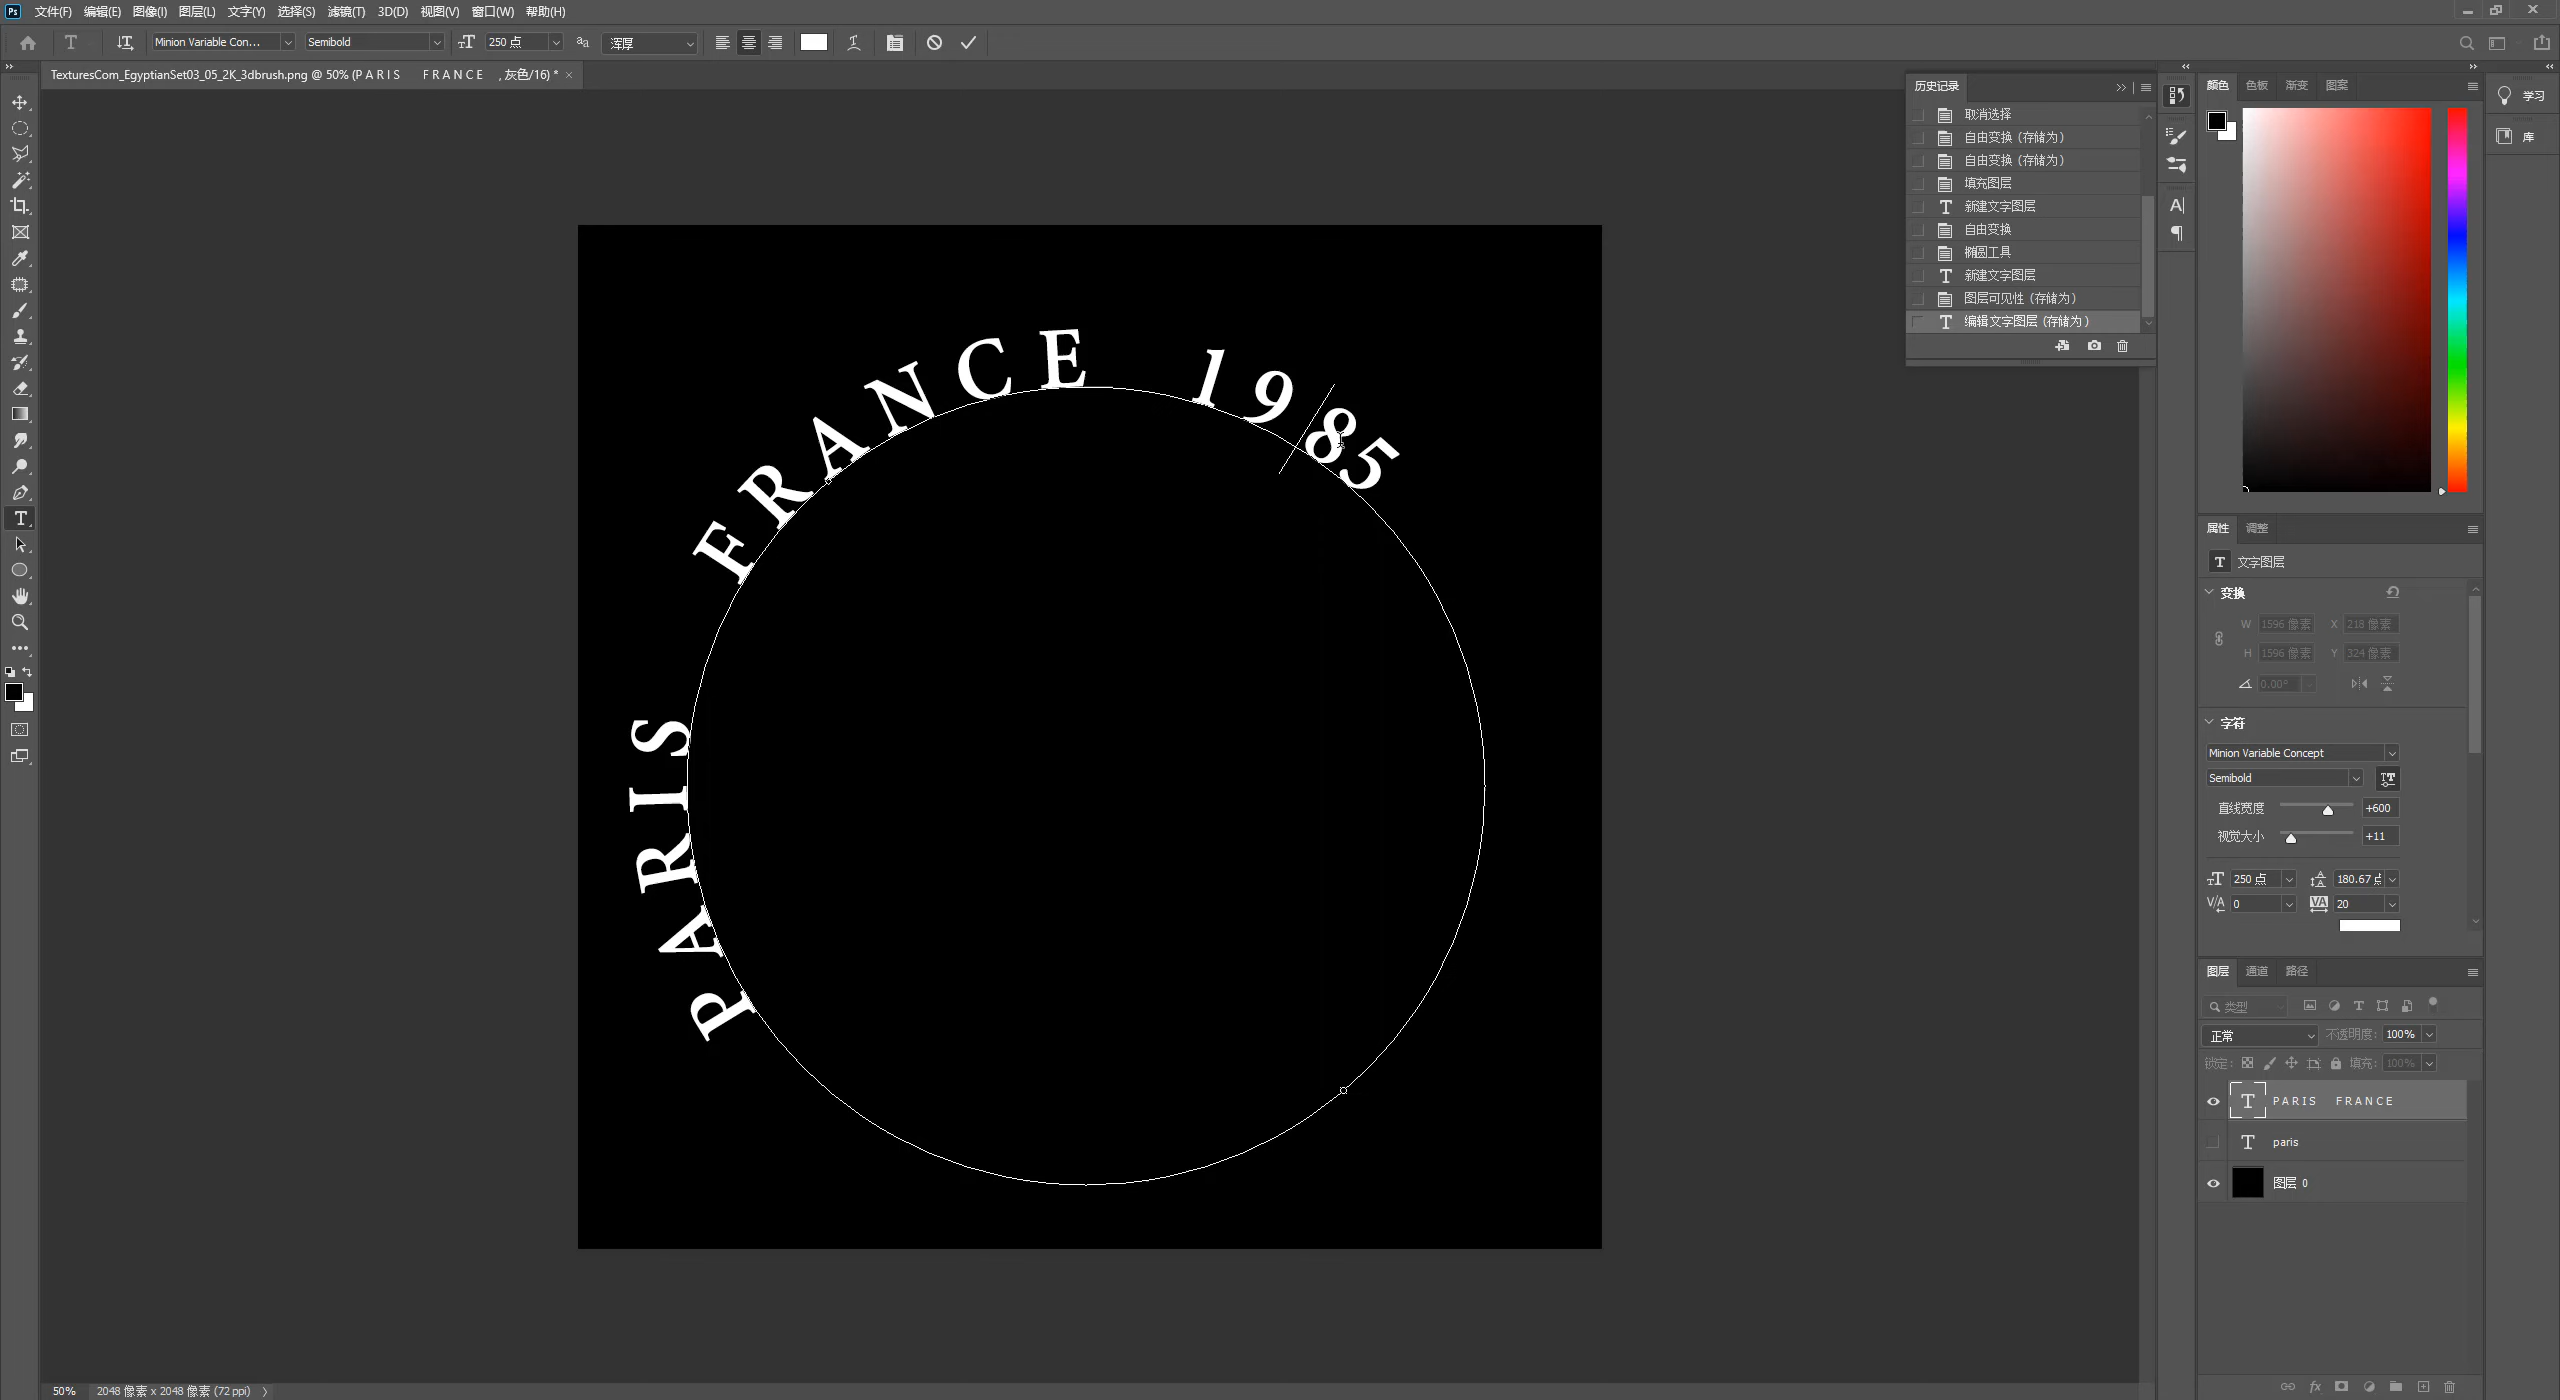 文件(F) 编辑(E) 图像(I) 图层(L) 文字(Y) 选择(S) 滤镜(T) 3D(D) 视图(V) 窗口(W) 帮助(H)
Minion Variable Con... Semibold 250 点 浑厚
TexturesCom_EgyptianSet03_05_2K_3dbrush.png @ 50% (P A R I S F R A N C E , 灰色/16) *
PARIS FRANCE 1985
历史记录
取消选择
自由变换 (存储为)
自由变换 (存储为)
填充图层
新建文字图层
自由变换
椭圆工具
新建文字图层
图层可见性 (存储为)
编辑文字图层 (存储为)
颜色 色板 渐变 图案
学习
库
属性 调整
文字图层
变换
W 1596 像素 X 218 像素
H 1596 像素 Y 324 像素
0.00°
字符
Minion Variable Concept
Semibold
直线宽度 +600
视觉大小 +11
250 点 180.67 点
0 20
图层 通道 路径
类型
正常 不透明度: 100%
锁定: 填充: 100%
P A R I S F R A N C E
paris
图层 0
50% 2048 像素 x 2048 像素 (72 ppi)